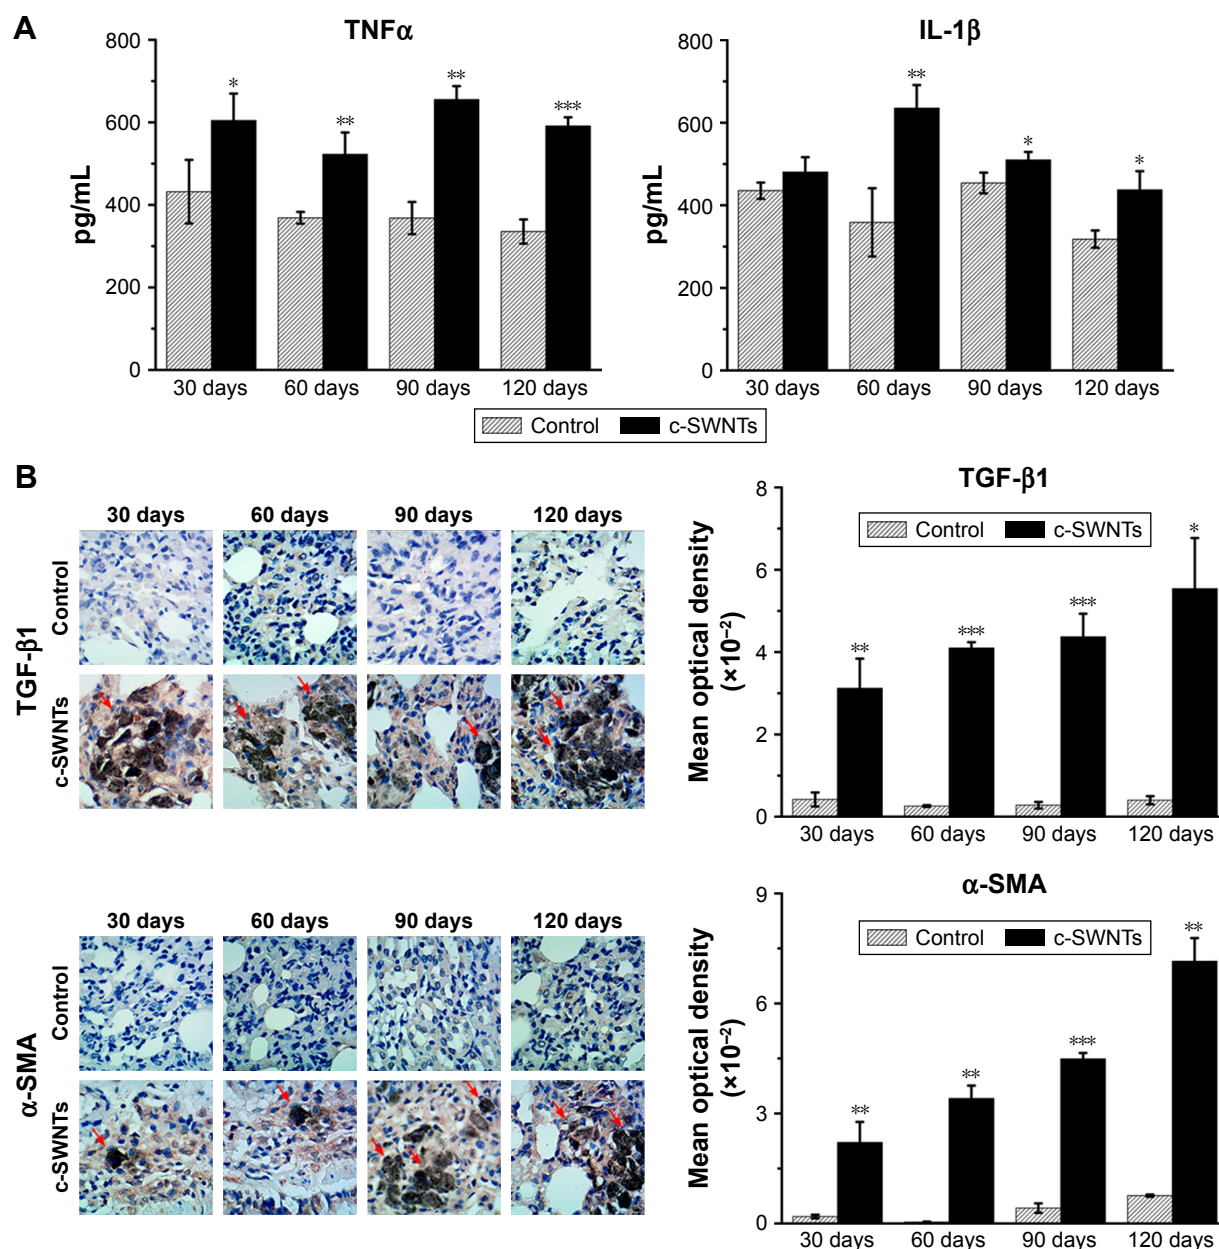 A
TNFα
IL-1β
pg/mL
800
600
400
200
0
* ** ** ***
30 days 60 days 90 days 120 days
pg/mL
800
600
400
200
0
** * *
30 days 60 days 90 days 120 days
Control c-SWNTs
B
TGF-β1
30 days 60 days 90 days 120 days
Control
c-SWNTs
TGF-β1
Mean optical density
(×10⁻²)
8
6
4
2
0
Control c-SWNTs
** *** *** *
30 days 60 days 90 days 120 days
α-SMA
30 days 60 days 90 days 120 days
Control
c-SWNTs
α-SMA
Mean optical density
(×10⁻²)
9
6
3
0
Control c-SWNTs
** ** *** **
30 days 60 days 90 days 120 days